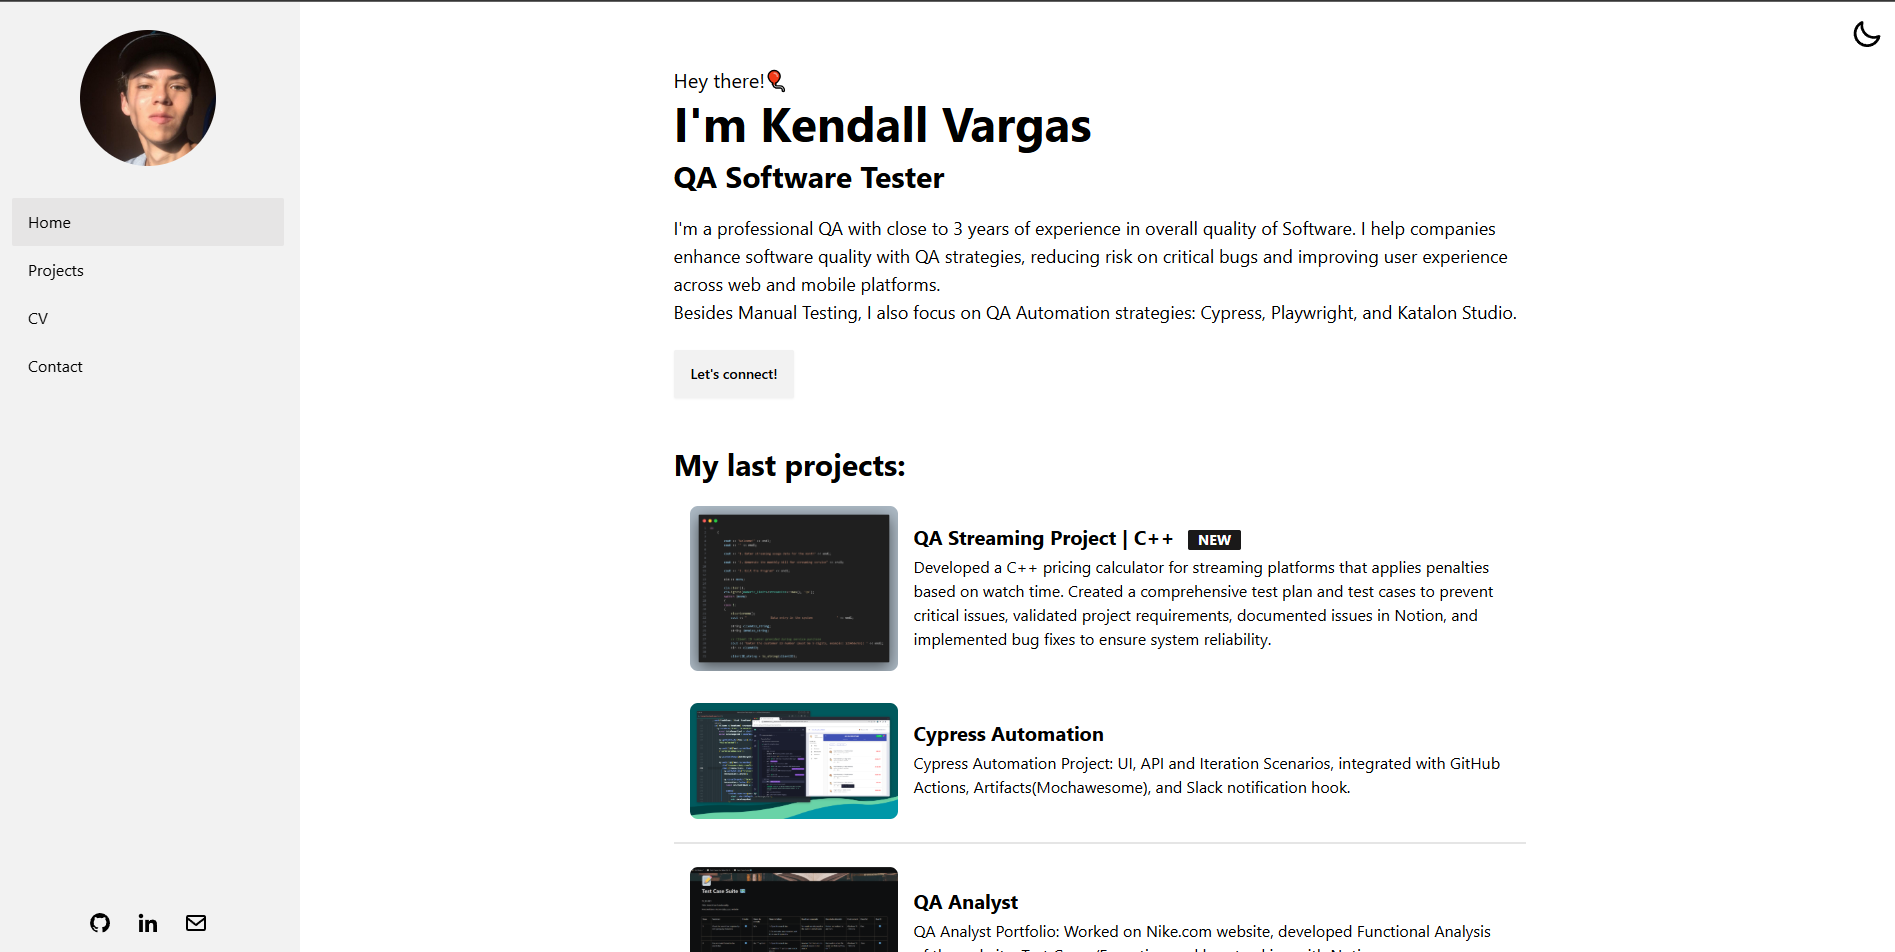 Home
Projects
CV
Contact
Hey there!🎈
I'm Kendall Vargas
QA Software Tester
I'm a professional QA with close to 3 years of experience in overall quality of Software. I help companies
enhance software quality with QA strategies, reducing risk on critical bugs and improving user experience
across web and mobile platforms.
Besides Manual Testing, I also focus on QA Automation strategies: Cypress, Playwright, and Katalon Studio.
Let's connect!
My last projects:
QA Streaming Project | C++ NEW
Developed a C++ pricing calculator for streaming platforms that applies penalties
based on watch time. Created a comprehensive test plan and test cases to prevent
critical issues, validated project requirements, documented issues in Notion, and
implemented bug fixes to ensure system reliability.
Cypress Automation
Cypress Automation Project: UI, API and Iteration Scenarios, integrated with GitHub
Actions, Artifacts(Mochawesome), and Slack notification hook.
Test Case Suite
QA Analyst
QA Analyst Portfolio: Worked on Nike.com website, developed Functional Analysis